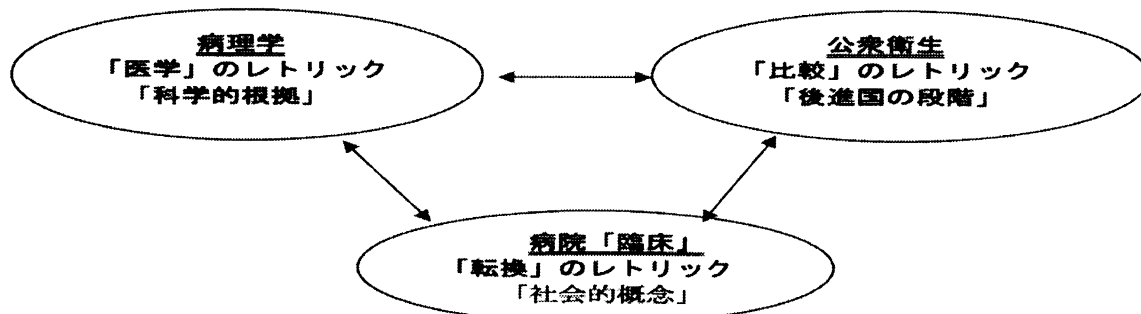 病理学
「医学」のレトリック
「科学的根拠」
公衆衛生
「比較」のレトリック
「後進国の段階」
病院「臨床」
「転換」のレトリック
「社会的概念」